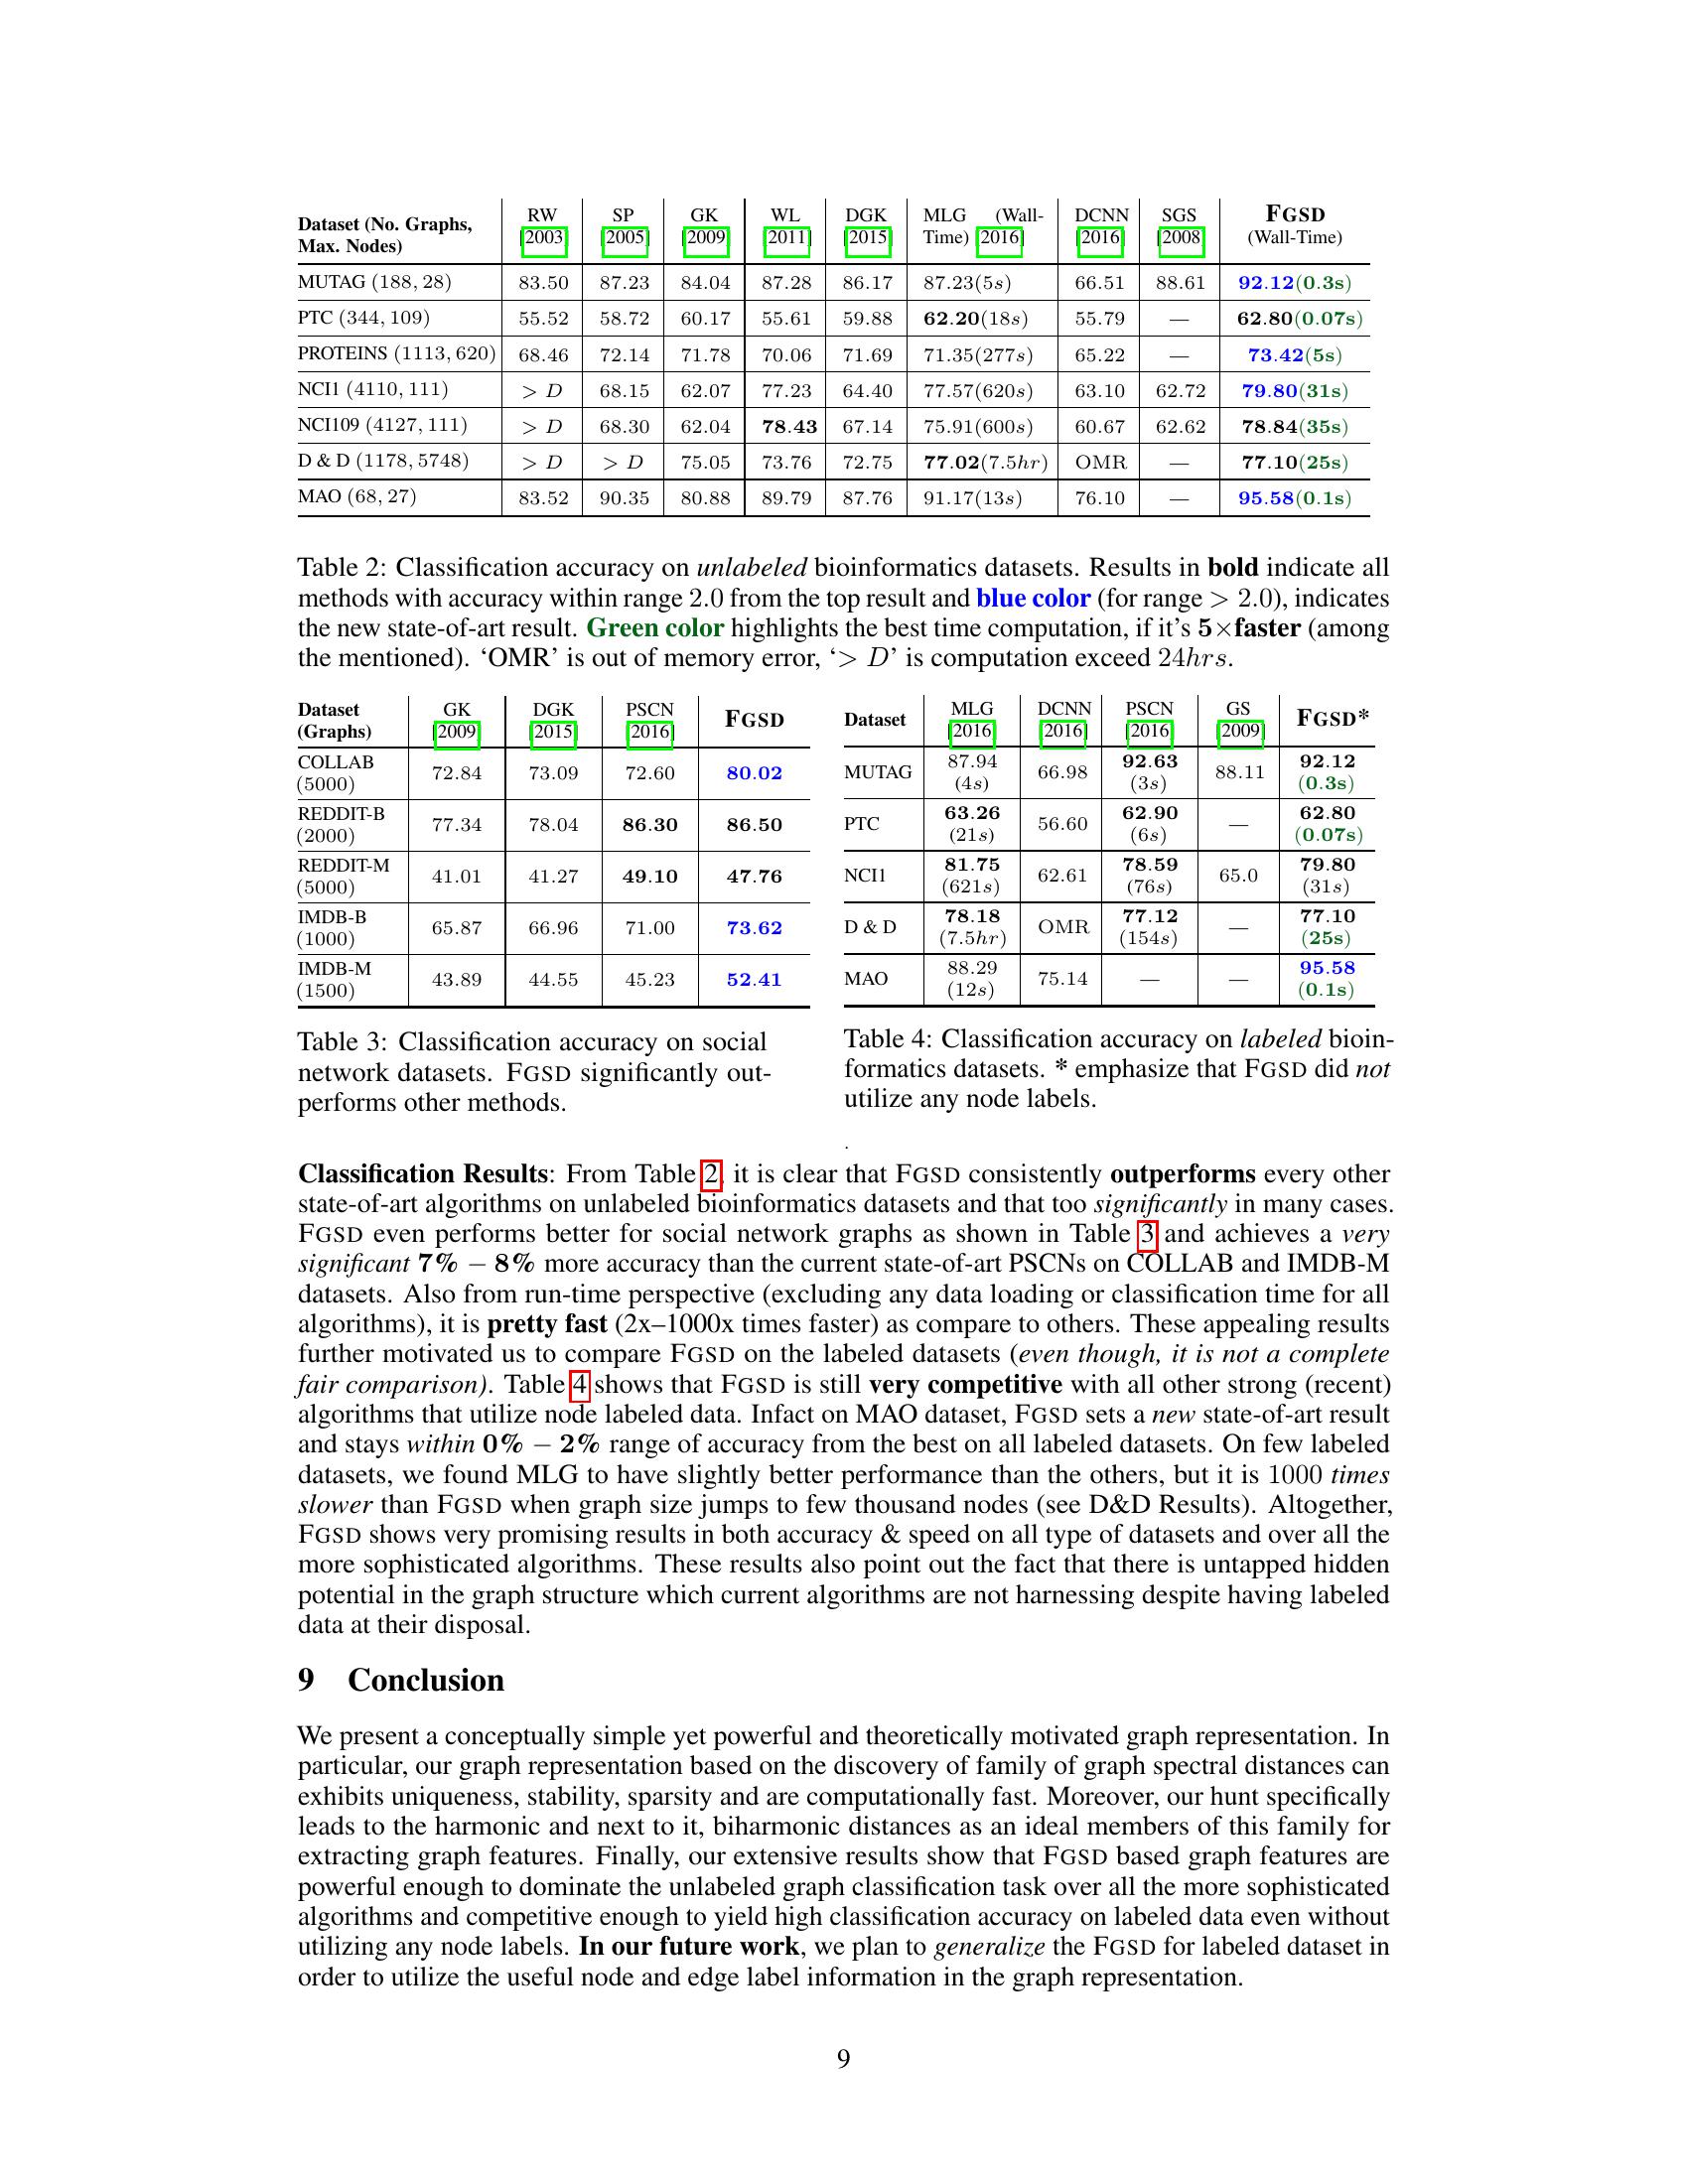 Dataset (No. Graphs, Max. Nodes) | RW [2003] | SP [2005] | GK [2009] | WL [2011] | DGK [2015] | MLG (Wall-Time) [2016] | DCNN [2016] | SGS [2008] | FGSD (Wall-Time)
MUTAG (188, 28) | 83.50 | 87.23 | 84.04 | 87.28 | 86.17 | 87.23(5s) | 66.51 | 88.61 | 92.12(0.3s)
PTC (344, 109) | 55.52 | 58.72 | 60.17 | 55.61 | 59.88 | 62.20(18s) | 55.79 | — | 62.80(0.07s)
PROTEINS (1113, 620) | 68.46 | 72.14 | 71.78 | 70.06 | 71.69 | 71.35(277s) | 65.22 | — | 73.42(5s)
NCI1 (4110, 111) | > D | 68.15 | 62.07 | 77.23 | 64.40 | 77.57(620s) | 63.10 | 62.72 | 79.80(31s)
NCI109 (4127, 111) | > D | 68.30 | 62.04 | 78.43 | 67.14 | 75.91(600s) | 60.67 | 62.62 | 78.84(35s)
D & D (1178, 5748) | > D | > D | 75.05 | 73.76 | 72.75 | 77.02(7.5hr) | OMR | — | 77.10(25s)
MAO (68, 27) | 83.52 | 90.35 | 80.88 | 89.79 | 87.76 | 91.17(13s) | 76.10 | — | 95.58(0.1s)
Table 2: Classification accuracy on unlabeled bioinformatics datasets. Results in bold indicate all
methods with accuracy within range 2.0 from the top result and blue color (for range > 2.0), indicates
the new state-of-art result. Green color highlights the best time computation, if it's 5×faster (among
the mentioned). 'OMR' is out of memory error, '> D' is computation exceed 24hrs.
Dataset (Graphs) | GK [2009] | DGK [2015] | PSCN [2016] | FGSD
COLLAB (5000) | 72.84 | 73.09 | 72.60 | 80.02
REDDIT-B (2000) | 77.34 | 78.04 | 86.30 | 86.50
REDDIT-M (5000) | 41.01 | 41.27 | 49.10 | 47.76
IMDB-B (1000) | 65.87 | 66.96 | 71.00 | 73.62
IMDB-M (1500) | 43.89 | 44.55 | 45.23 | 52.41
Table 3: Classification accuracy on social
network datasets. FGSD significantly out-
performs other methods.
Dataset | MLG [2016] | DCNN [2016] | PSCN [2016] | GS [2009] | FGSD*
MUTAG | 87.94 (4s) | 66.98 | 92.63 (3s) | 88.11 | 92.12 (0.3s)
PTC | 63.26 (21s) | 56.60 | 62.90 (6s) | — | 62.80 (0.07s)
NCI1 | 81.75 (621s) | 62.61 | 78.59 (76s) | 65.0 | 79.80 (31s)
D & D | 78.18 (7.5hr) | OMR | 77.12 (154s) | — | 77.10 (25s)
MAO | 88.29 (12s) | 75.14 | — | — | 95.58 (0.1s)
Table 4: Classification accuracy on labeled bioin-
formatics datasets. * emphasize that FGSD did not
utilize any node labels.
.
Classification Results: From Table 2, it is clear that FGSD consistently outperforms every other
state-of-art algorithms on unlabeled bioinformatics datasets and that too significantly in many cases.
FGSD even performs better for social network graphs as shown in Table 3 and achieves a very
significant 7% − 8% more accuracy than the current state-of-art PSCNs on COLLAB and IMDB-M
datasets. Also from run-time perspective (excluding any data loading or classification time for all
algorithms), it is pretty fast (2x–1000x times faster) as compare to others. These appealing results
further motivated us to compare FGSD on the labeled datasets (even though, it is not a complete
fair comparison). Table 4 shows that FGSD is still very competitive with all other strong (recent)
algorithms that utilize node labeled data. Infact on MAO dataset, FGSD sets a new state-of-art result
and stays within 0% − 2% range of accuracy from the best on all labeled datasets. On few labeled
datasets, we found MLG to have slightly better performance than the others, but it is 1000 times
slower than FGSD when graph size jumps to few thousand nodes (see D&D Results). Altogether,
FGSD shows very promising results in both accuracy & speed on all type of datasets and over all the
more sophisticated algorithms. These results also point out the fact that there is untapped hidden
potential in the graph structure which current algorithms are not harnessing despite having labeled
data at their disposal.
9 Conclusion
We present a conceptually simple yet powerful and theoretically motivated graph representation. In
particular, our graph representation based on the discovery of family of graph spectral distances can
exhibits uniqueness, stability, sparsity and are computationally fast. Moreover, our hunt specifically
leads to the harmonic and next to it, biharmonic distances as an ideal members of this family for
extracting graph features. Finally, our extensive results show that FGSD based graph features are
powerful enough to dominate the unlabeled graph classification task over all the more sophisticated
algorithms and competitive enough to yield high classification accuracy on labeled data even without
utilizing any node labels. In our future work, we plan to generalize the FGSD for labeled dataset in
order to utilize the useful node and edge label information in the graph representation.
9